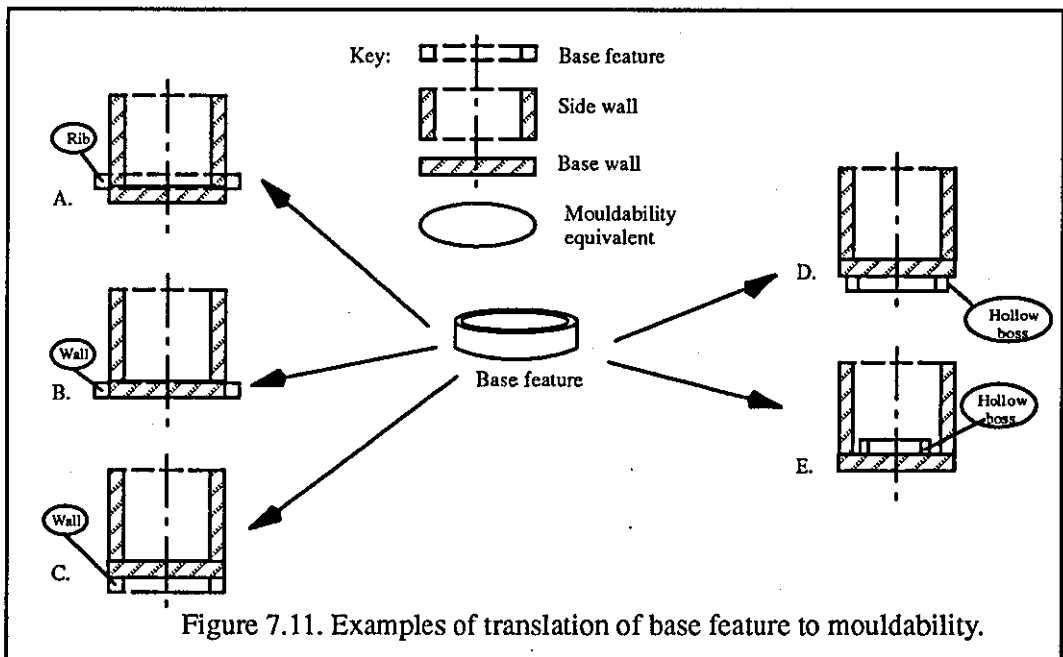 Key:
Base feature
Side wall
Base wall
Mouldability
equivalent
Rib
A.
Wall
B.
Wall
C.
Base feature
D.
Hollow
boss
Hollow
boss
E.
Figure 7.11. Examples of translation of base feature to mouldability.